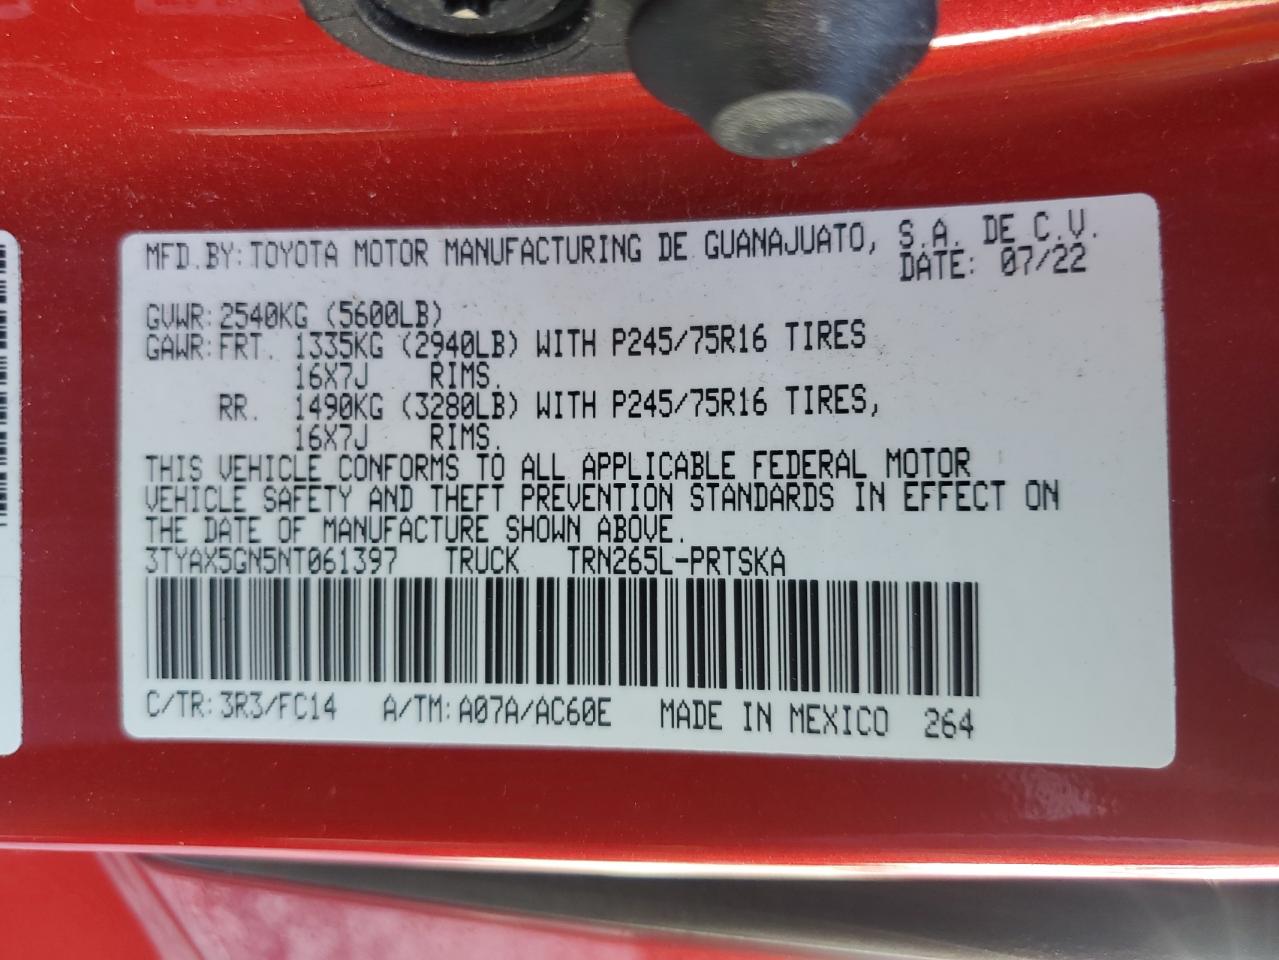 MFD.BY:TOYOTA MOTOR MANUFACTURING DE GUANAJUATO, S.A. DE C.V.
DATE: 07/22
GVWR:2540KG (5600LB)
GAWR:FRT. 1335KG (2940LB) WITH P245/75R16 TIRES
16X7J RIMS.
RR. 1490KG (3280LB) WITH P245/75R16 TIRES,
16X7J RIMS.
THIS VEHICLE CONFORMS TO ALL APPLICABLE FEDERAL MOTOR
VEHICLE SAFETY AND THEFT PREVENTION STANDARDS IN EFFECT ON
THE DATE OF MANUFACTURE SHOWN ABOVE.
3TYAX5GN5NT061397 TRUCK TRN265L-PRTSKA
C/TR:3R3/FC14 A/TM:A07A/AC60E MADE IN MEXICO 264